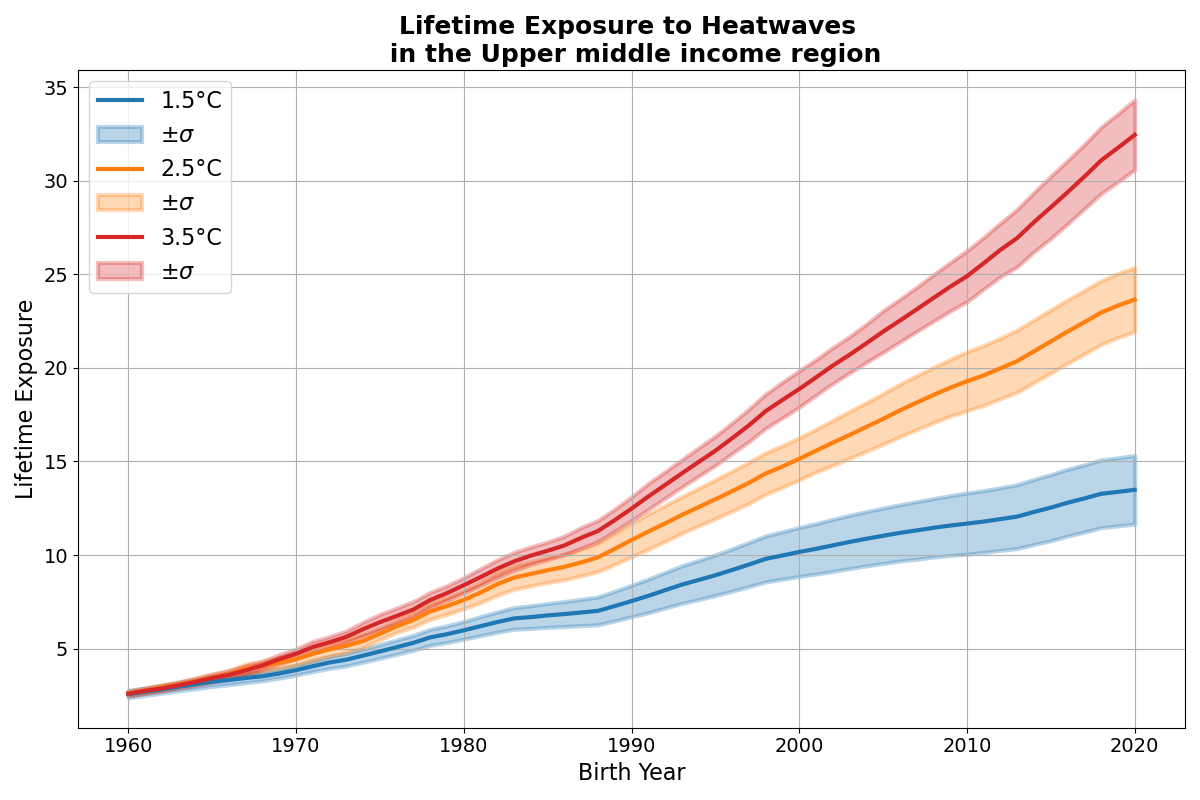 Lifetime Exposure to Heatwaves
in the Upper middle income region
Lifetime Exposure
35
30
25
20
15
10
5
1.5°C
±σ
2.5°C
±σ
3.5°C
±σ
1960 1970 1980 1990 2000 2010 2020
Birth Year